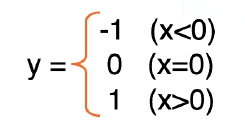 -1 (x<0)
y = { 0 (x=0)
1 (x>0)